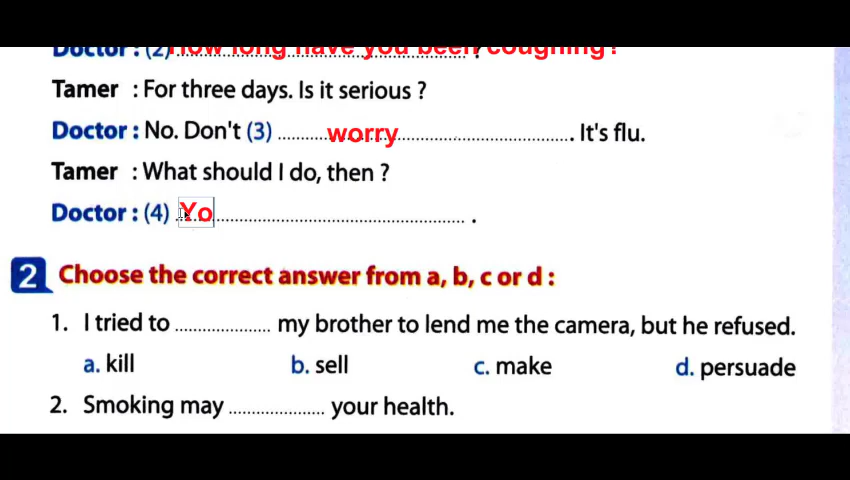 Doctor : (2) How long have you been coughing?.................... ?
Tamer : For three days. Is it serious ?
Doctor : No. Don't (3) ..........worry.................................... . It's flu.
Tamer : What should I do, then ?
Doctor : (4) Yo.................................................. .
2 Choose the correct answer from a, b, c or d :
1. I tried to .................... my brother to lend me the camera, but he refused.
a. kill b. sell c. make d. persuade
2. Smoking may .................... your health.